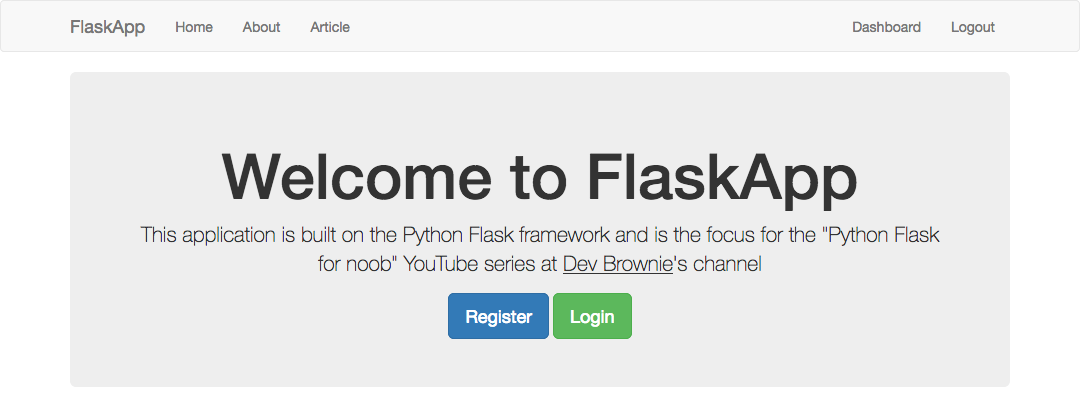 FlaskApp Home About Article Dashboard Logout
Welcome to FlaskApp
This application is built on the Python Flask framework and is the focus for the "Python Flask
for noob" YouTube series at Dev Brownie's channel
Register Login